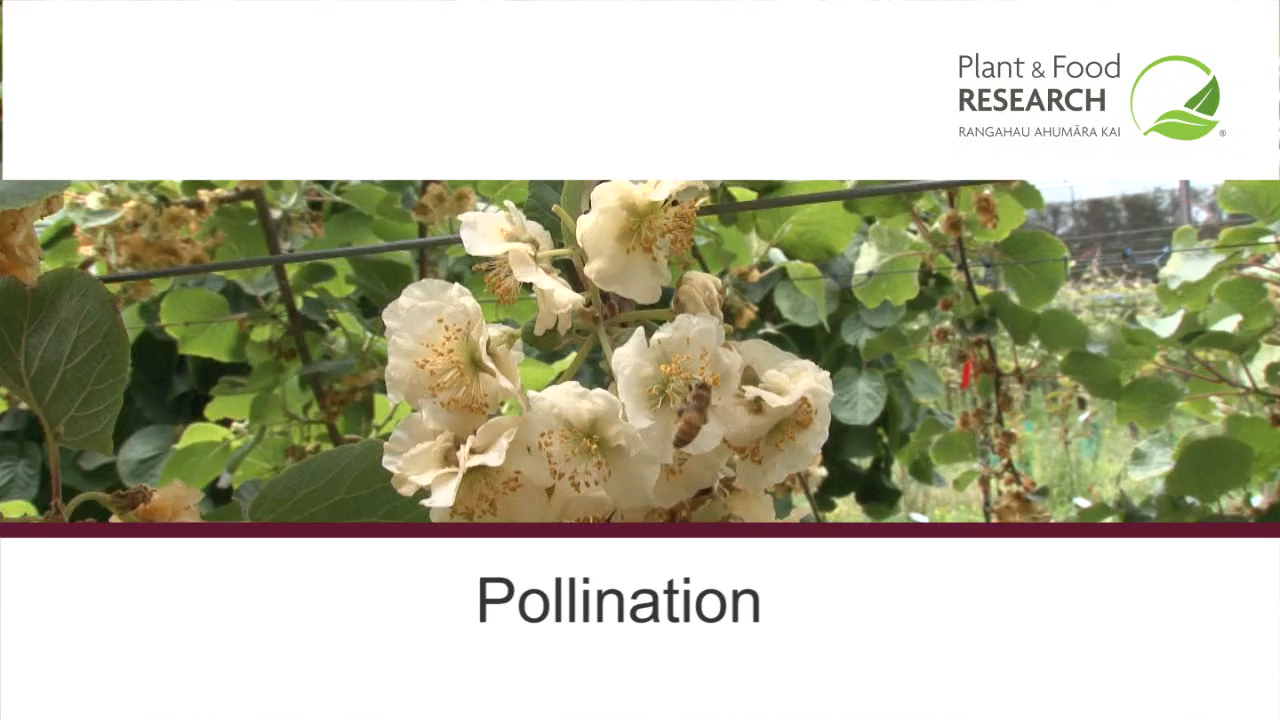 Plant & Food
RESEARCH
RANGAHAU AHUMĀRA KAI
®
Pollination